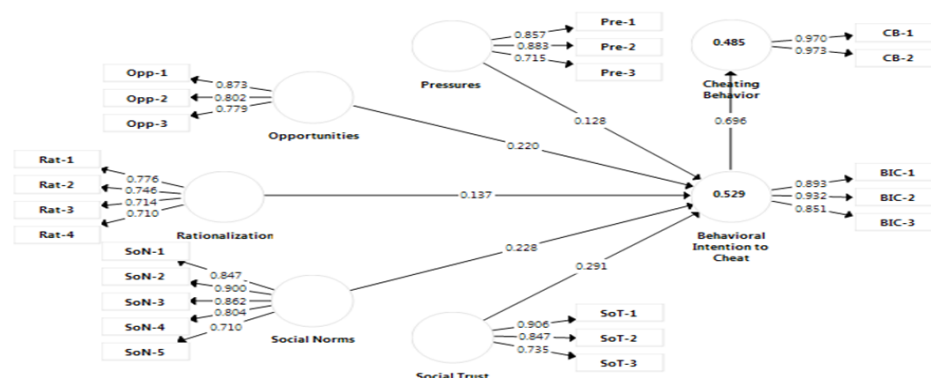 Pre-1
0.857
Pre-2
0.883
Pre-3
0.715
Pressures
0.485
Cheating
Behavior
0.970
CB-1
0.973
CB-2
0.696
Opp-1
0.873
Opp-2
0.802
Opp-3
0.779
Opportunities
0.128
0.220
Rat-1
0.776
Rat-2
0.746
Rat-3
0.714
Rat-4
0.710
Rationalization
0.137
0.529
Behavioral
Intention to
Cheat
0.893
BIC-1
0.932
BIC-2
0.851
BIC-3
SoN-1
0.847
SoN-2
0.900
SoN-3
0.862
SoN-4
0.804
SoN-5
0.710
Social Norms
0.228
0.291
SoT-1
0.906
SoT-2
0.847
SoT-3
0.735
Social Trust